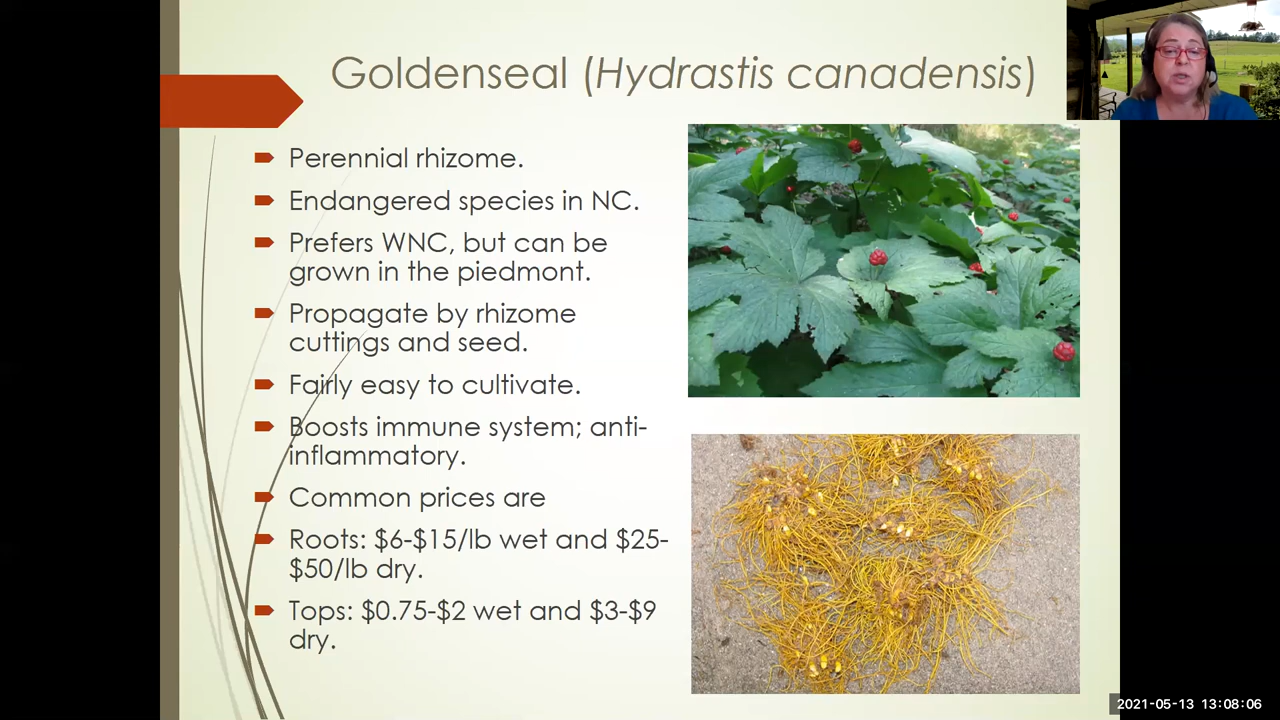 Goldenseal (Hydrastis canadensis)
Perennial rhizome.
Endangered species in NC.
Prefers WNC, but can be
grown in the piedmont.
Propagate by rhizome
cuttings and seed.
Fairly easy to cultivate.
Boosts immune system; anti-
inflammatory.
Common prices are
Roots: $6-$15/lb wet and $25-
$50/lb dry.
Tops: $0.75-$2 wet and $3-$9
dry.
2021-05-13 13:08:06